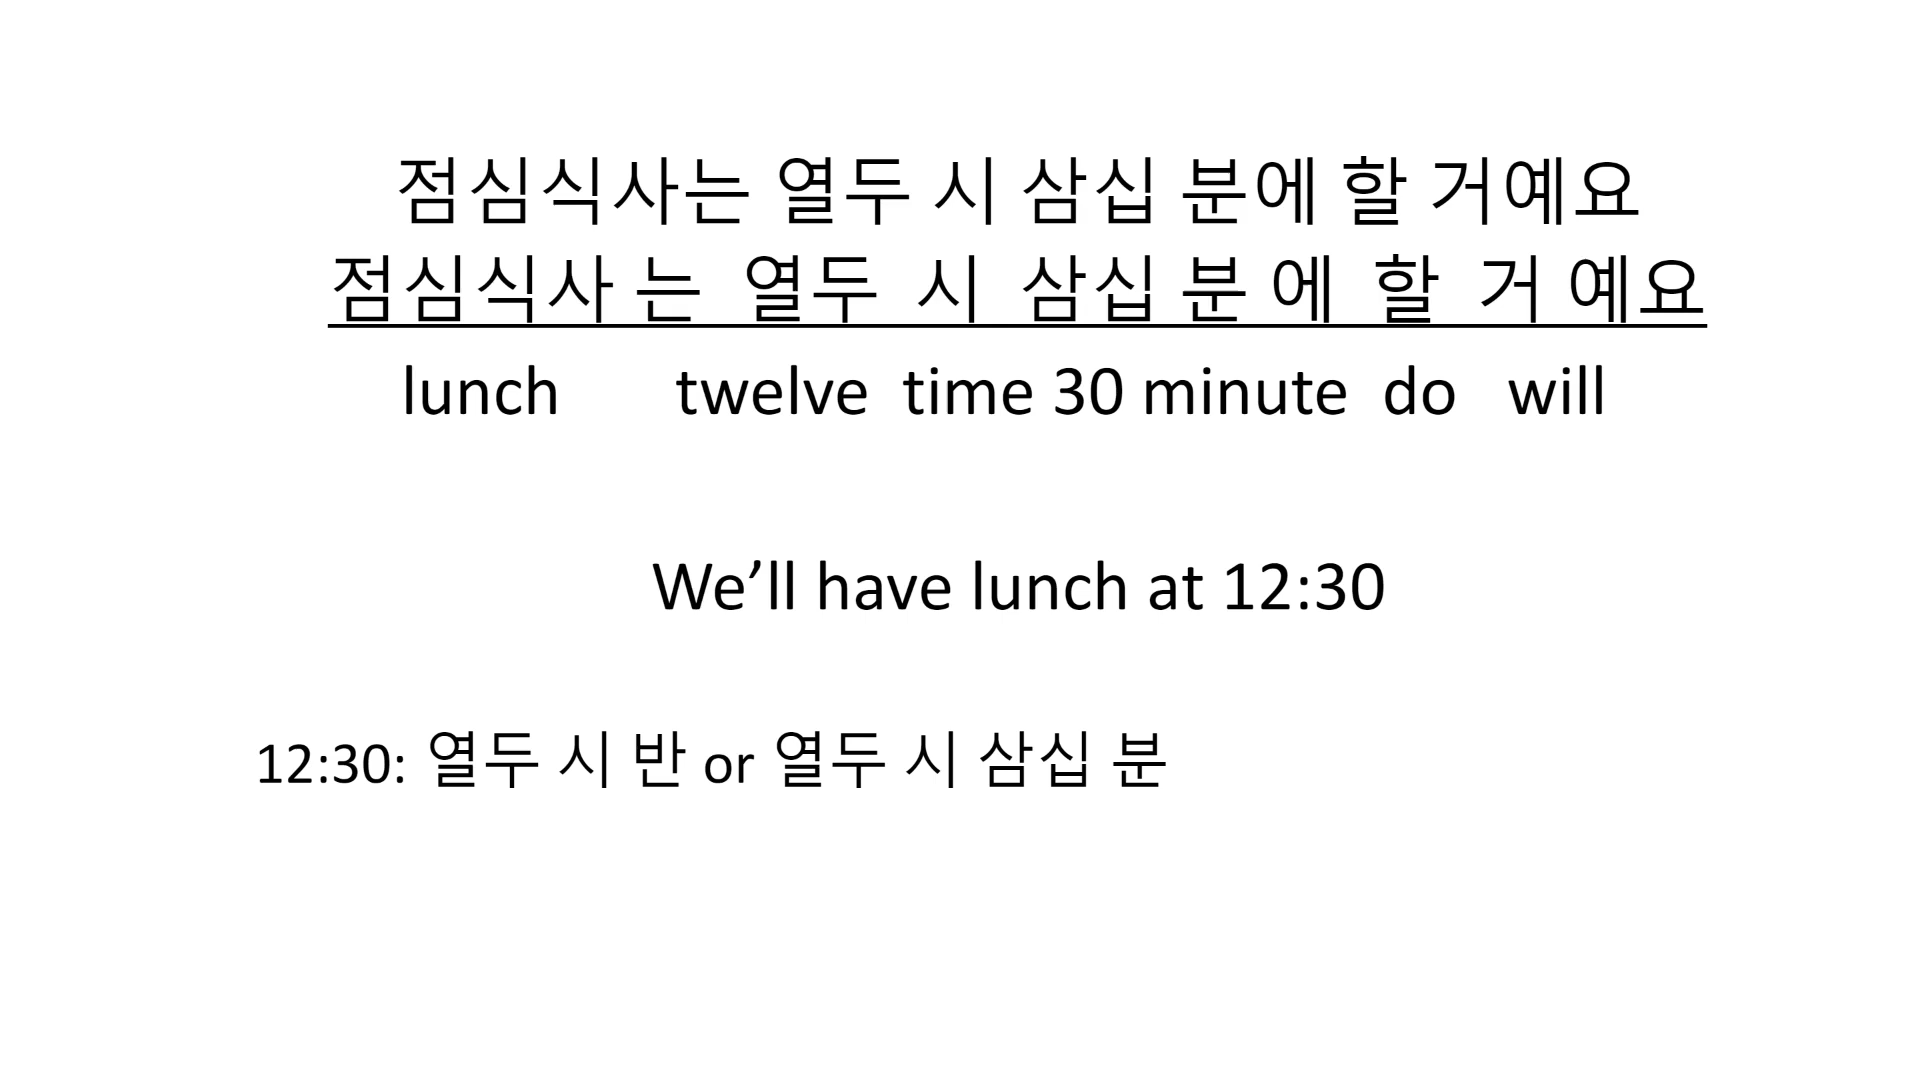 점심식사는 열두 시 삼십 분에 할 거예요
점심식사 는 열두 시 삼십 분 에 할 거 예요
lunch twelve time 30 minute do will
We’ll have lunch at 12:30
12:30: 열두 시 반 or 열두 시 삼십 분